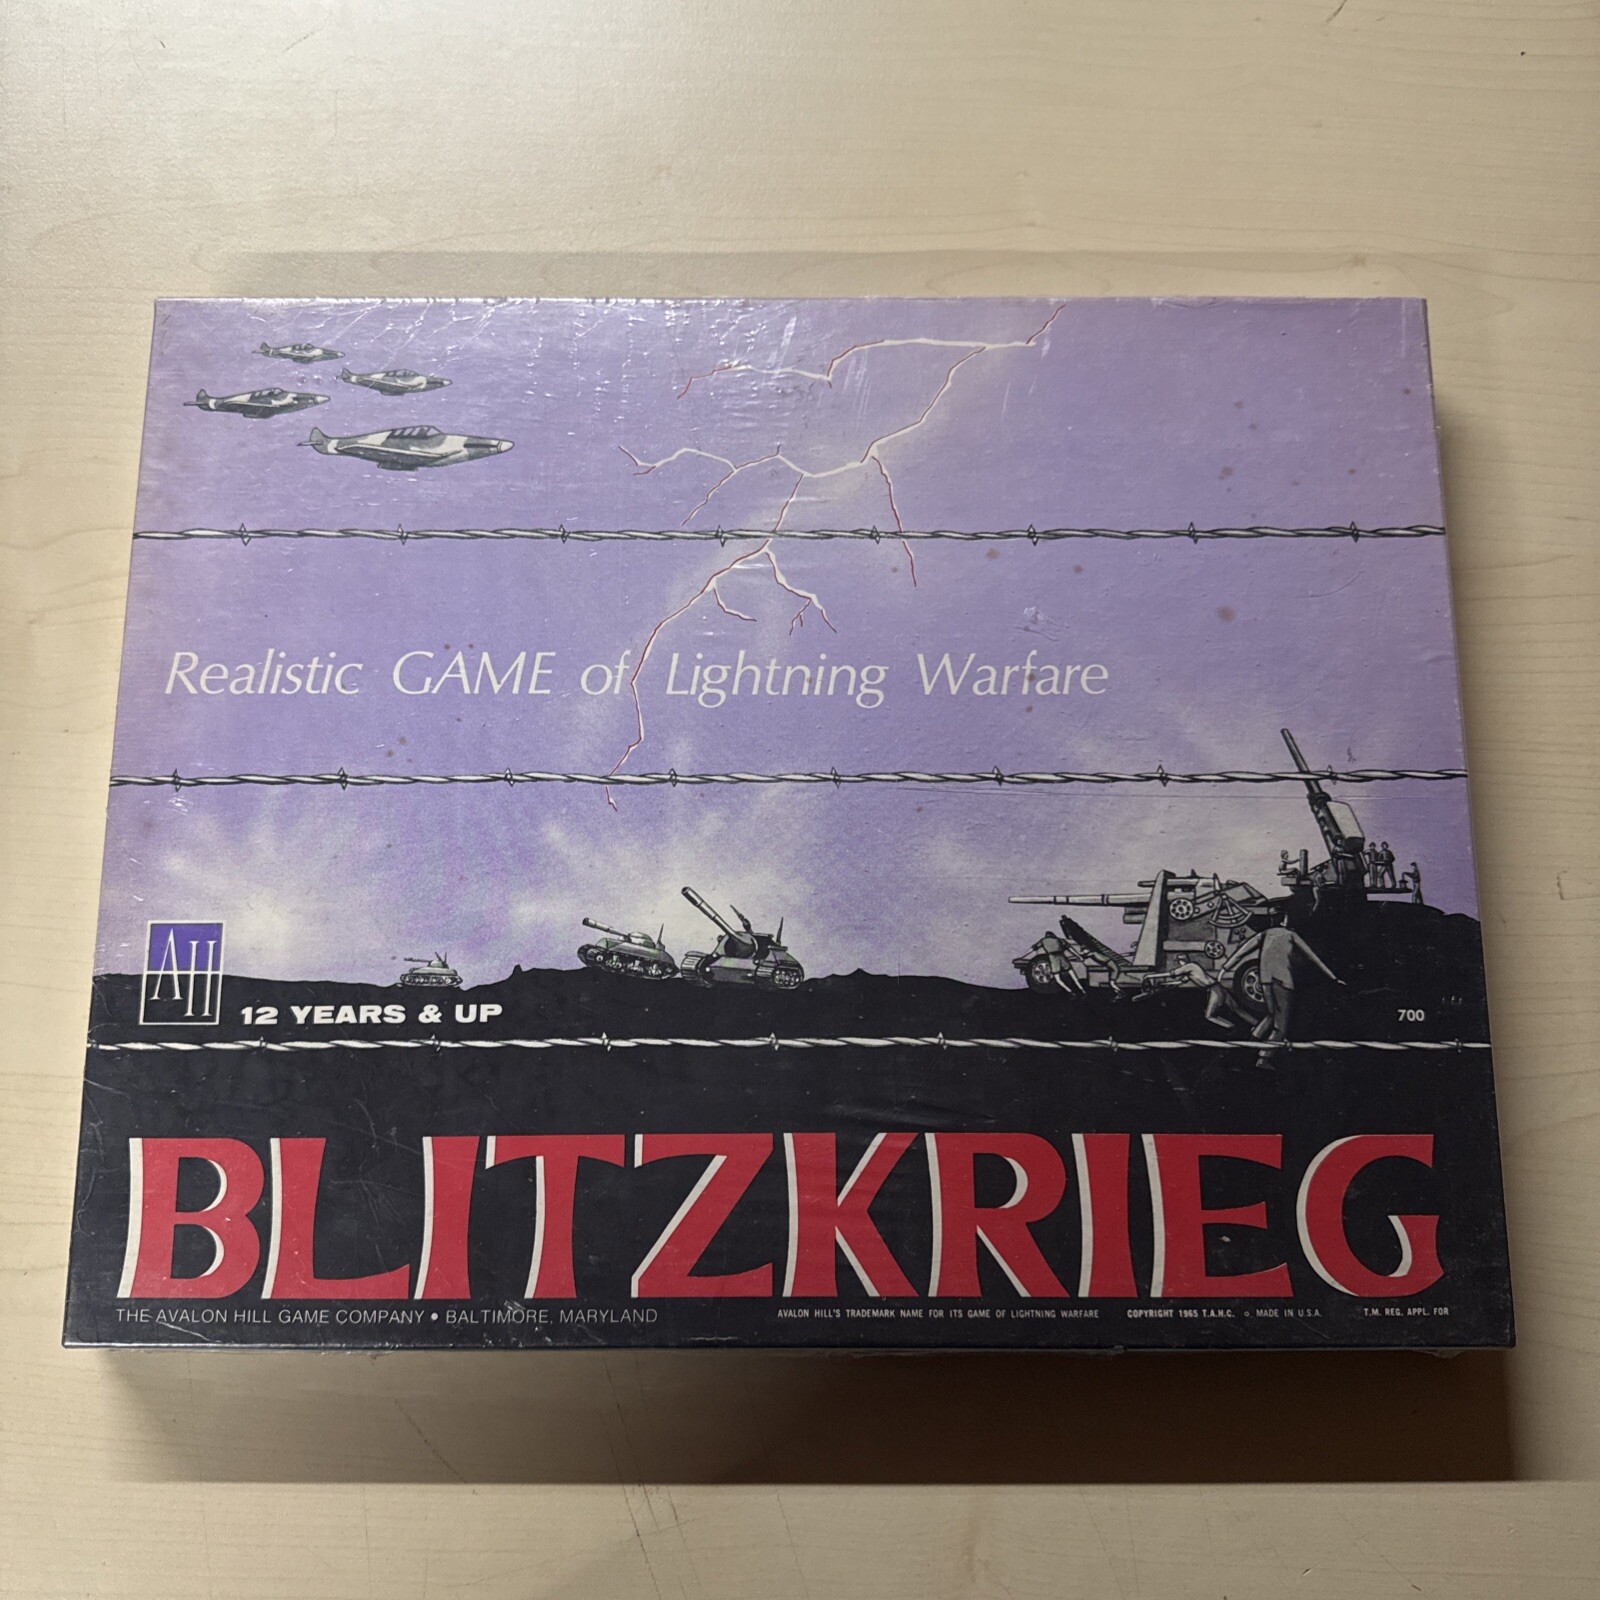 Realistic GAME of Lightning Warfare
AH
12 YEARS & UP
700
BLITZKRIEG
THE AVALON HILL GAME COMPANY • BALTIMORE, MARYLAND
AVALON HILL'S TRADEMARK NAME FOR ITS GAME OF LIGHTNING WARFARE COPYRIGHT 1965 T.A.H.C. o MADE IN U.S.A. T.M. REG. APPL. FOR